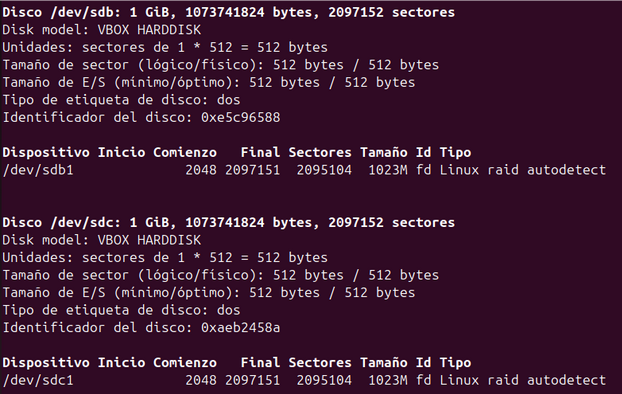 Disco /dev/sdb: 1 GiB, 1073741824 bytes, 2097152 sectores
Disk model: VBOX HARDDISK
Unidades: sectores de 1 * 512 = 512 bytes
Tamaño de sector (lógico/físico): 512 bytes / 512 bytes
Tamaño de E/S (mínimo/óptimo): 512 bytes / 512 bytes
Tipo de etiqueta de disco: dos
Identificador del disco: 0xe5c96588
Dispositivo Inicio Comienzo   Final Sectores Tamaño Id Tipo
/dev/sdb1              2048 2097151  2095104  1023M fd Linux raid autodetect
Disco /dev/sdc: 1 GiB, 1073741824 bytes, 2097152 sectores
Disk model: VBOX HARDDISK
Unidades: sectores de 1 * 512 = 512 bytes
Tamaño de sector (lógico/físico): 512 bytes / 512 bytes
Tamaño de E/S (mínimo/óptimo): 512 bytes / 512 bytes
Tipo de etiqueta de disco: dos
Identificador del disco: 0xaeb2458a
Dispositivo Inicio Comienzo   Final Sectores Tamaño Id Tipo
/dev/sdc1              2048 2097151  2095104  1023M fd Linux raid autodetect